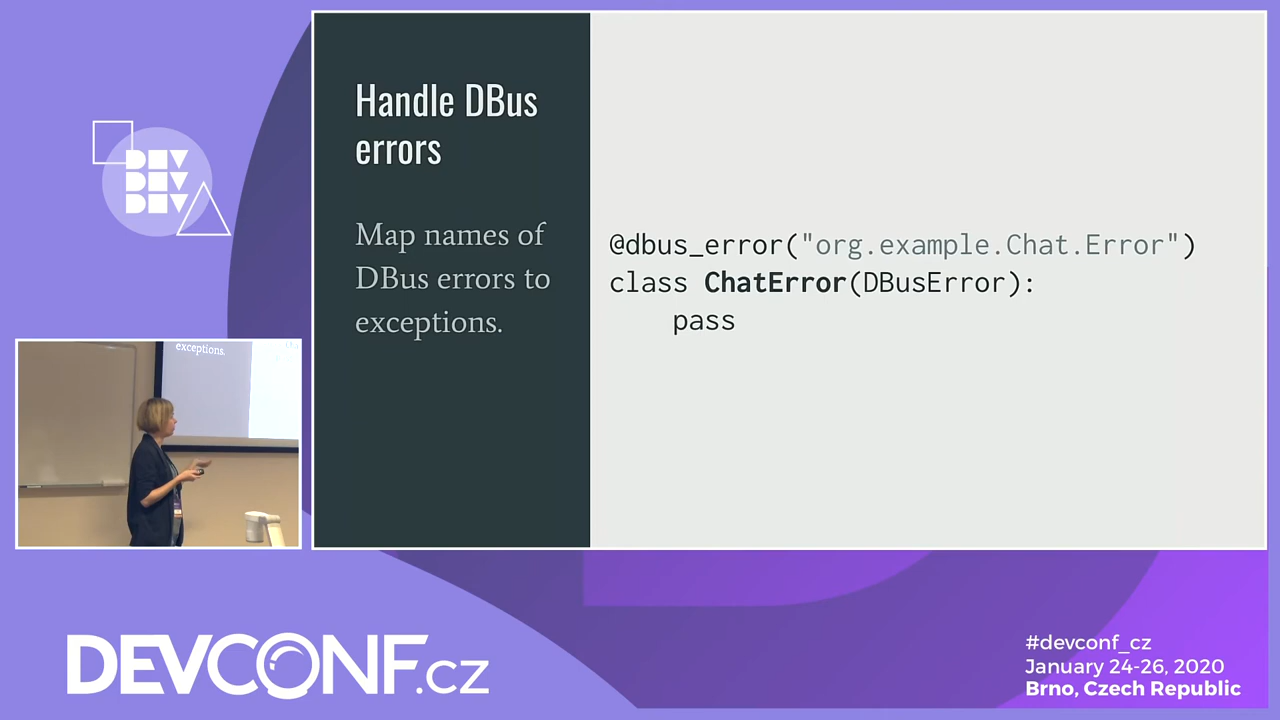 DEV
DEV
DEV
Handle DBus
errors
Map names of
DBus errors to
exceptions.
@dbus_error("org.example.Chat.Error")
class ChatError(DBusError):
    pass
exceptions.
DEVCONF.cz
#devconf_cz
January 24-26, 2020
Brno, Czech Republic